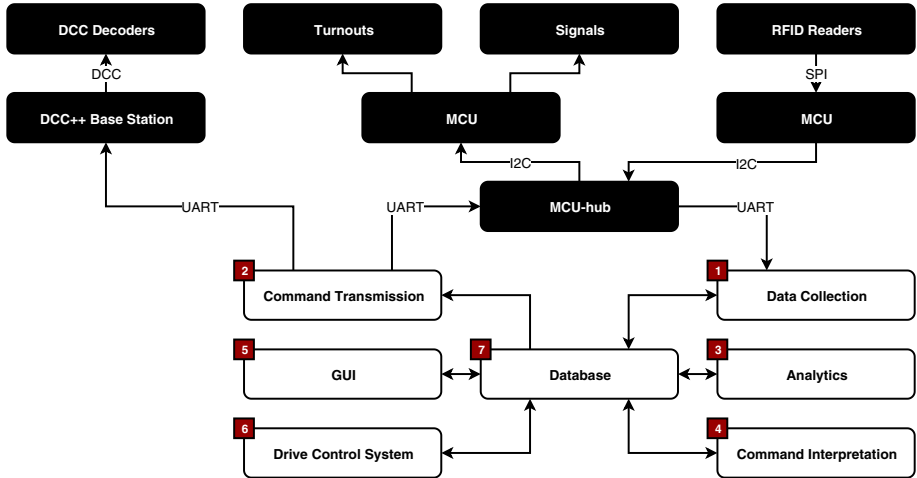 DCC Decoders
Turnouts
Signals
RFID Readers
DCC
SPI
DCC++ Base Station
MCU
MCU
I2C
I2C
UART
UART
MCU-hub
UART
2
Command Transmission
1
Data Collection
5
GUI
7
Database
3
Analytics
6
Drive Control System
4
Command Interpretation